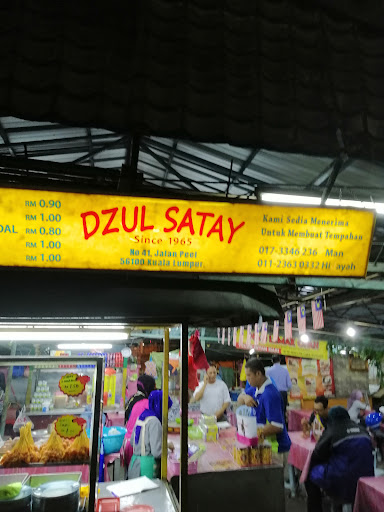 RM 0.90
RM 1.00
DAL RM 0.80
RM 1.00
RM 1.00
DZUL SATAY
Since 1965
No 41, Jalan Peel
56100 Kuala Lumpur.
Kami Sedia Menerima
Untuk Membuat Tempahan
017-3346 236 Man
011-2363 0232 Hi ayah